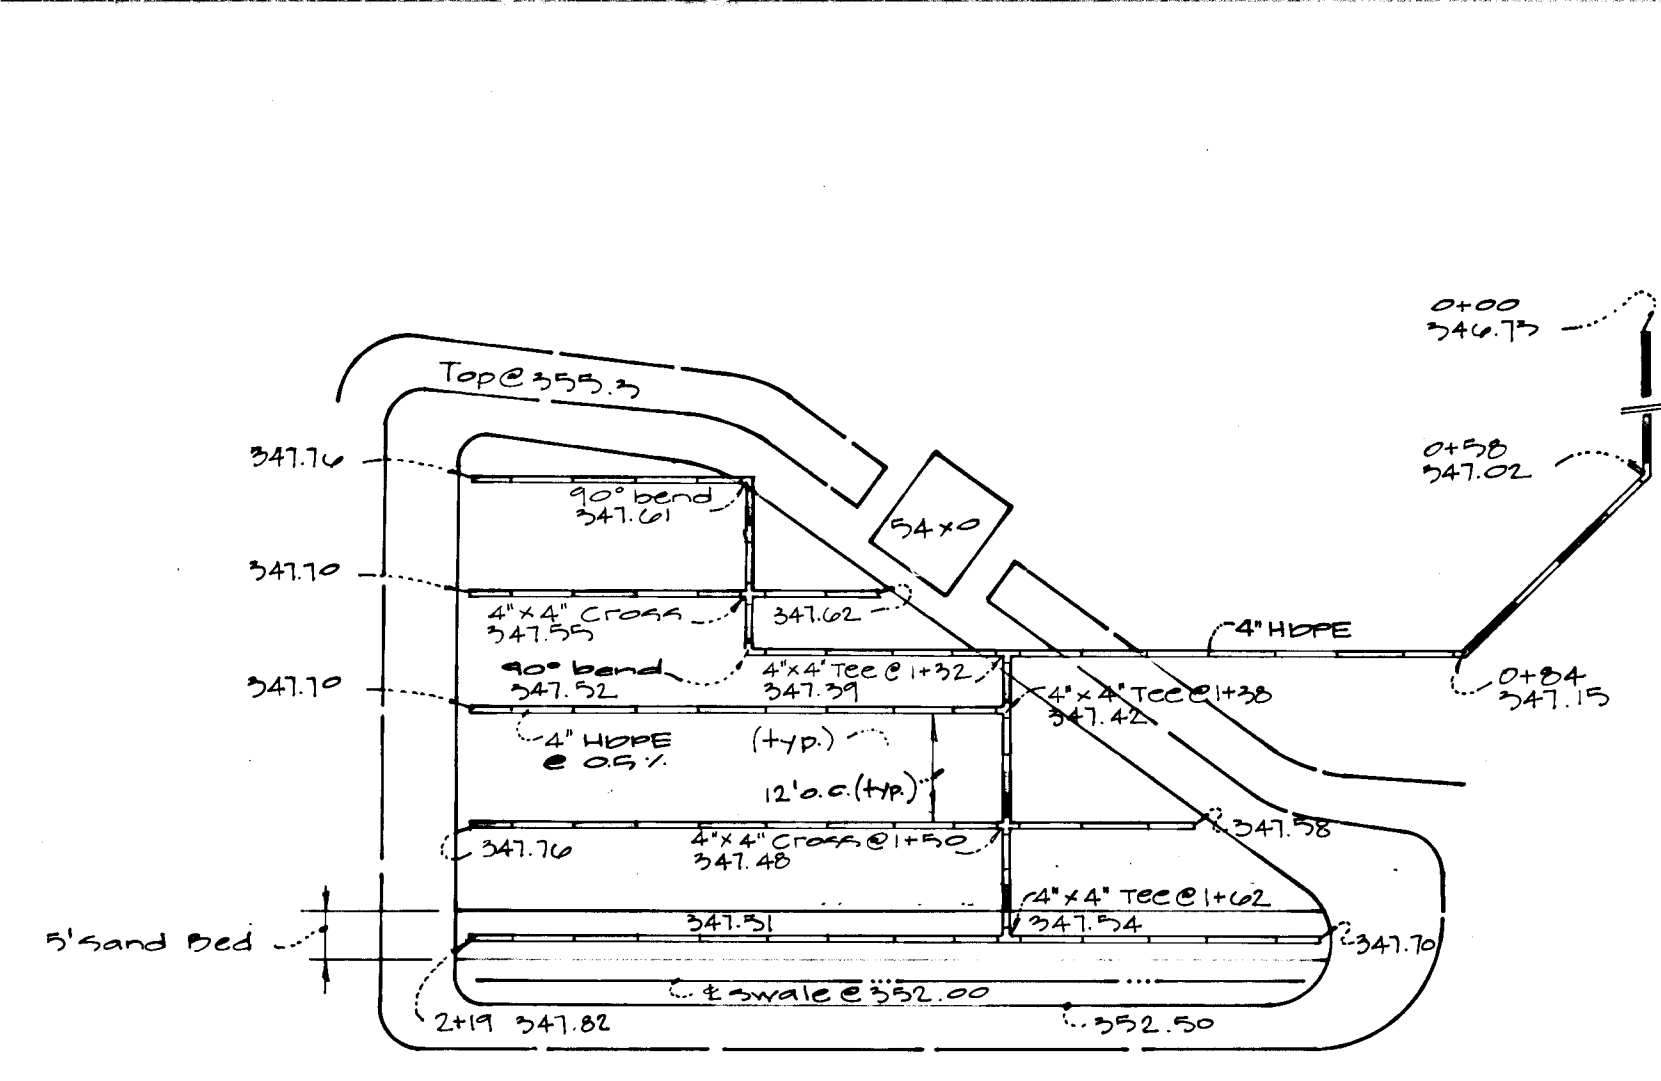 0+00
346.73
Top@355.3
0+58
347.02
347.76
90° bend
347.61
54x0
347.70
4"x4" Cross
347.55
347.62
4"HDPE
90° bend
347.52
4"x4" Tee@1+32
347.39
0+84
347.15
347.70
4"x4" Tee@1+38
347.42
4" HDPE
@ 0.5%
(typ.)
12'o.c.(typ.)
347.76
4"x4" Cross@1+50
347.48
347.58
4"x4" Tee@1+62
347.54
347.51
5'Sand Bed
347.70
℄ Swale@352.00
2+19 347.82
352.50